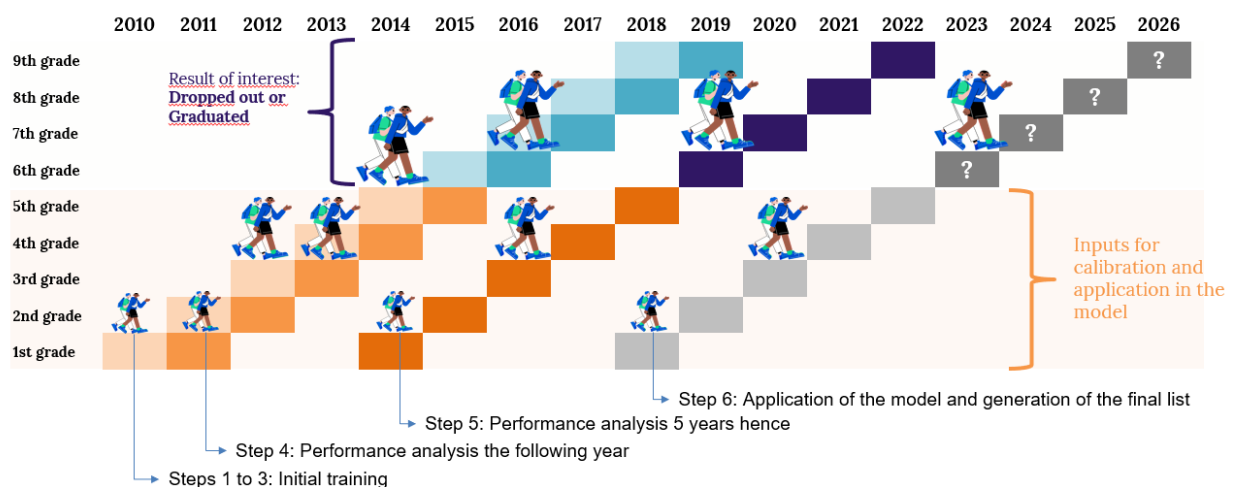 2010 2011 2012 2013 2014 2015 2016 2017 2018 2019 2020 2021 2022 2023 2024 2025 2026
9th grade
?
Result of interest:
Dropped out or
Graduated
8th grade
?
7th grade
?
6th grade
?
5th grade
4th grade
3rd grade
2nd grade
1st grade
Inputs for
calibration and
application in the
model
Step 6: Application of the model and generation of the final list
Step 5: Performance analysis 5 years hence
Step 4: Performance analysis the following year
Steps 1 to 3: Initial training